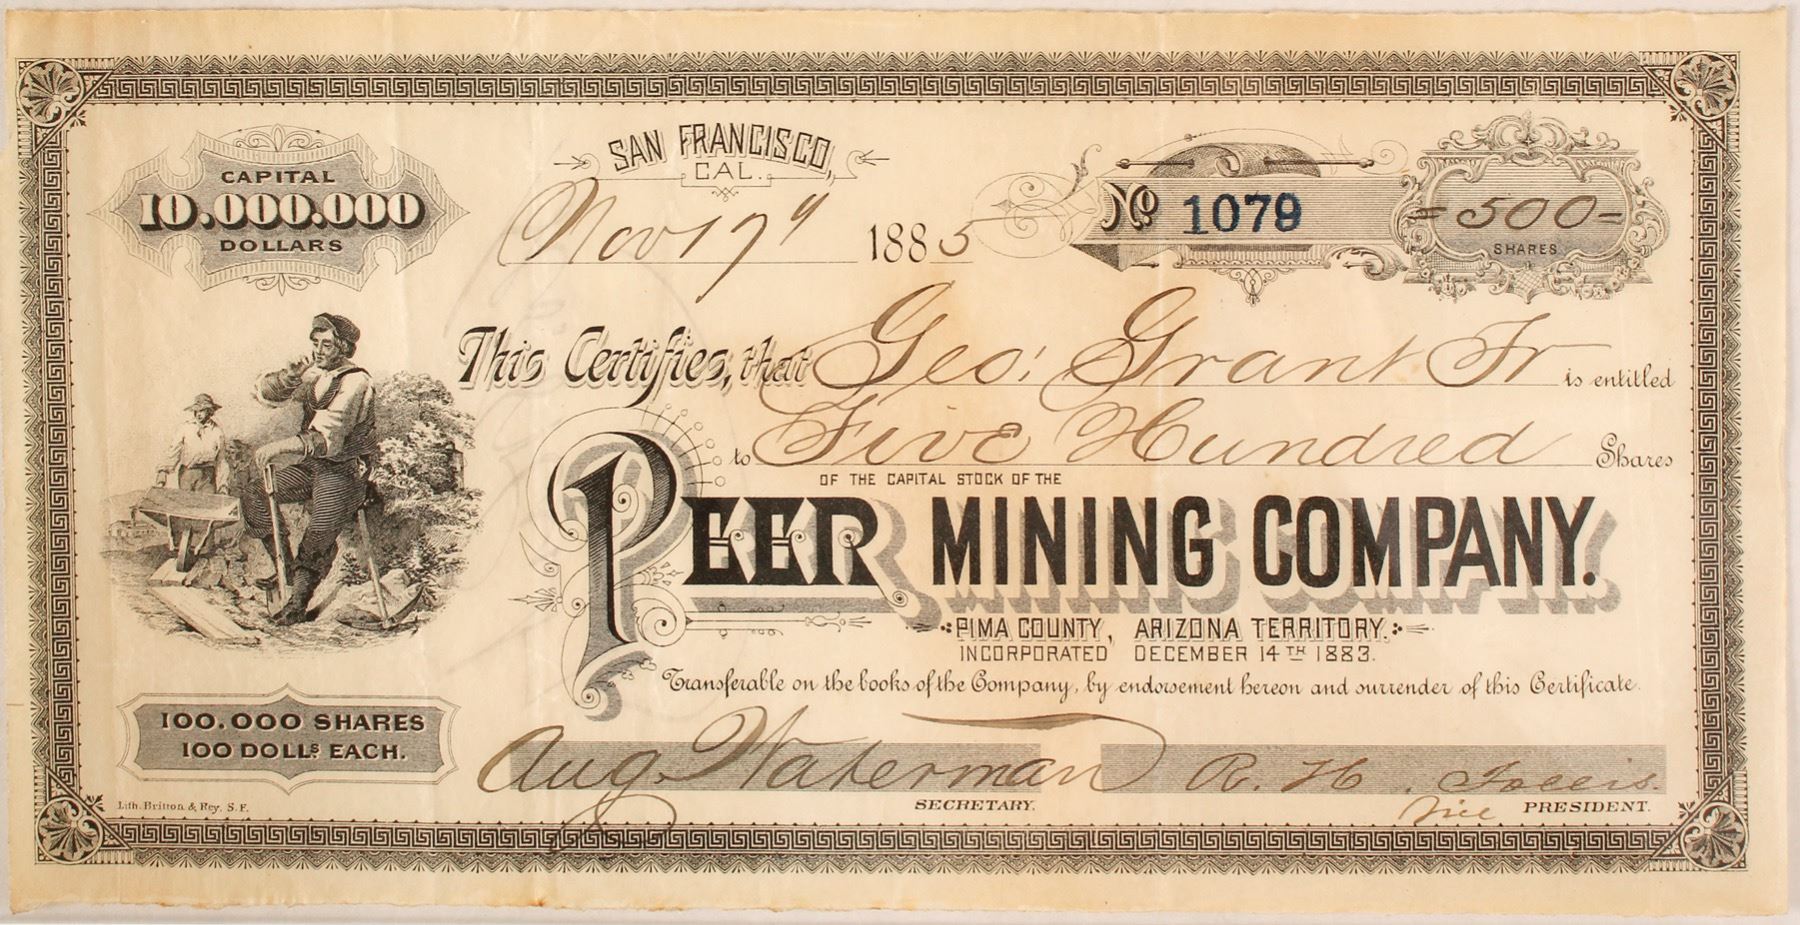 CAPITAL
10.000.000
DOLLARS
SAN FRANCISCO,
CAL.
Nov 17th 1885
No 1079
=500=
SHARES
This Certifies, that Geo. Grant Jr is entitled
to Five Hundred Shares
OF THE CAPITAL STOCK OF THE
PEER MINING COMPANY.
PIMA COUNTY, ARIZONA TERRITORY.
INCORPORATED DECEMBER 14TH 1883.
Transferable on the books of the Company, by endorsement hereon and surrender of this Certificate.
100.000 SHARES
100 DOLLS EACH.
Aug. Waterman R. H. Follis.
SECRETARY. Vice PRESIDENT.
Lith. Britton & Rey. S.F.